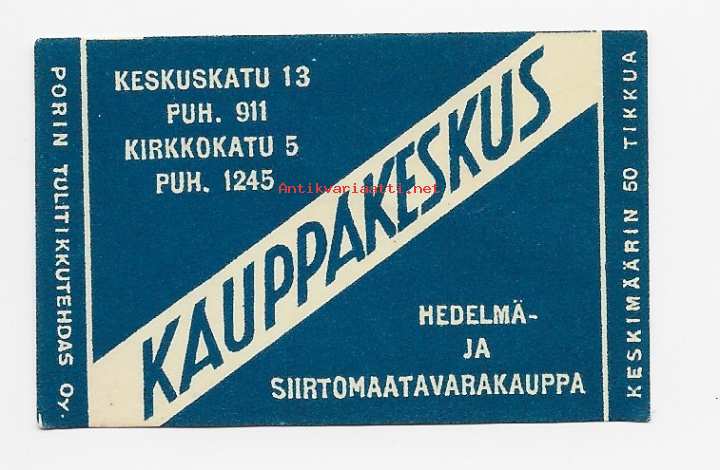 PORIN TULITIKKUTEHDAS OY.
KESKUSKATU 13
PUH. 911
KIRKKOKATU 5
PUH. 1245
Antikvariaatti.net
KAUPPAKESKUS
HEDELMÄ-
JA
SIIRTOMAATAVARAKAUPPA
KESKIMÄÄRIN 50 TIKKUA